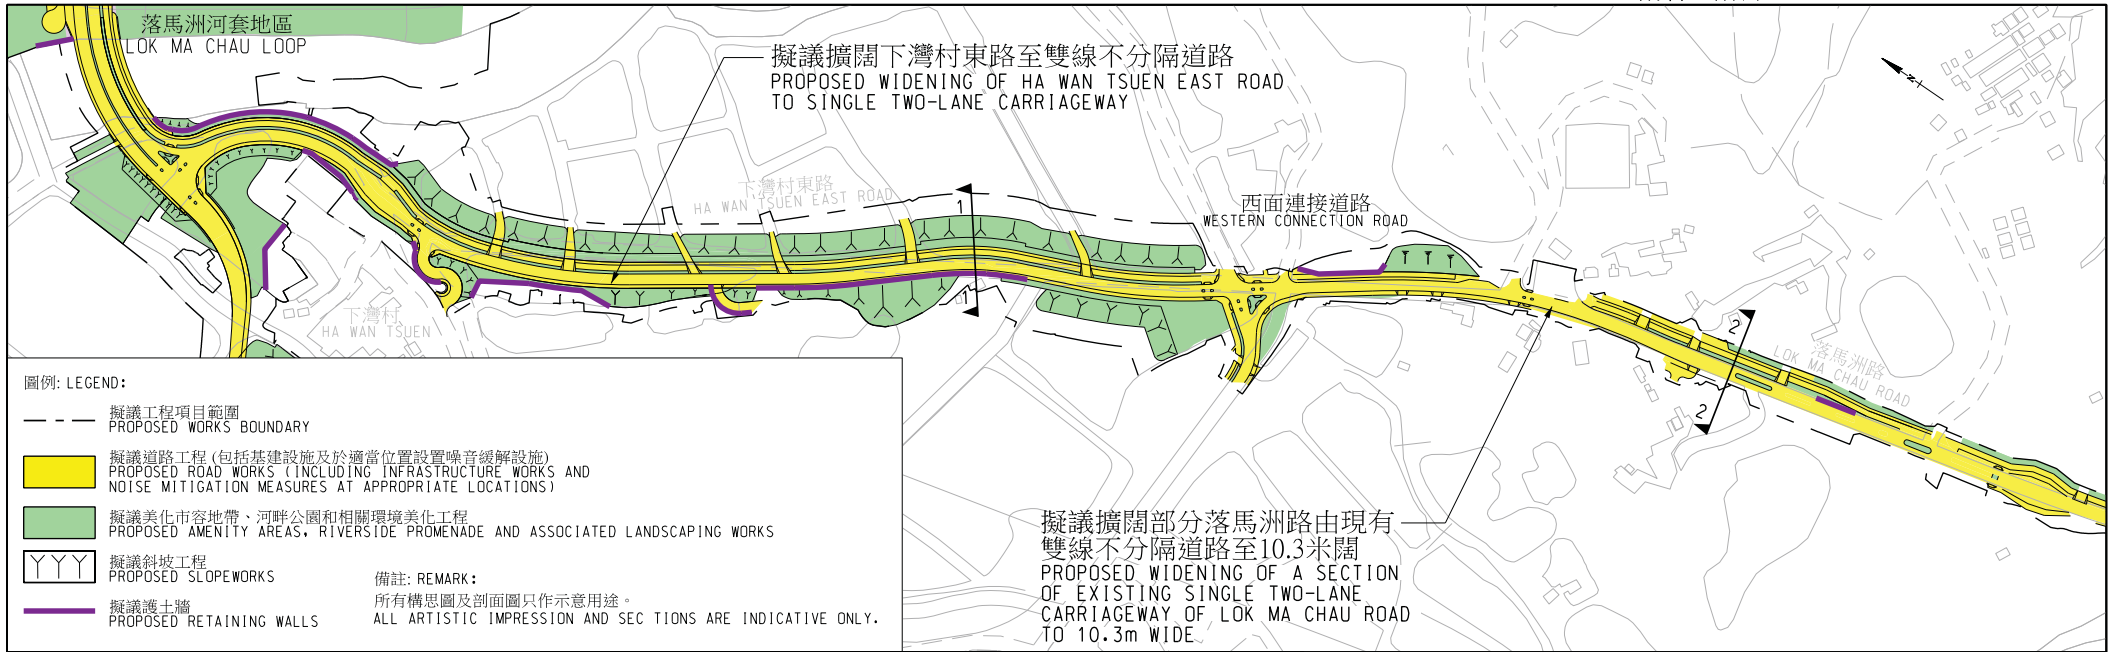 落馬洲河套地區
LOK MA CHAU LOOP
擬議擴闊下灣村東路至雙線不分隔道路
PROPOSED WIDENING OF HA WAN TSUEN EAST ROAD
TO SINGLE TWO-LANE CARRIAGEWAY
N
下灣村東路
HA WAN TSUEN EAST ROAD
1
1
西面連接道路
WESTERN CONNECTION ROAD
下灣村
HA WAN TSUEN
2
2
落馬洲路
LOK MA CHAU ROAD
擬議擴闊部分落馬洲路由現有
雙線不分隔道路至10.3米闊
PROPOSED WIDENING OF A SECTION
OF EXISTING SINGLE TWO-LANE
CARRIAGEWAY OF LOK MA CHAU ROAD
TO 10.3m WIDE
圖例: LEGEND:
擬議工程項目範圍
PROPOSED WORKS BOUNDARY
擬議道路工程 (包括基建設施及於適當位置設置噪音緩解設施)
PROPOSED ROAD WORKS (INCLUDING INFRASTRUCTURE WORKS AND
NOISE MITIGATION MEASURES AT APPROPRIATE LOCATIONS)
擬議美化市容地帶、河畔公園和相關環境美化工程
PROPOSED AMENITY AREAS, RIVERSIDE PROMENADE AND ASSOCIATED LANDSCAPING WORKS
擬議斜坡工程
PROPOSED SLOPEWORKS
擬議護土牆
PROPOSED RETAINING WALLS
備註: REMARK:
所有構思圖及剖面圖只作示意用途。
ALL ARTISTIC IMPRESSION AND SEC TIONS ARE INDICATIVE ONLY.